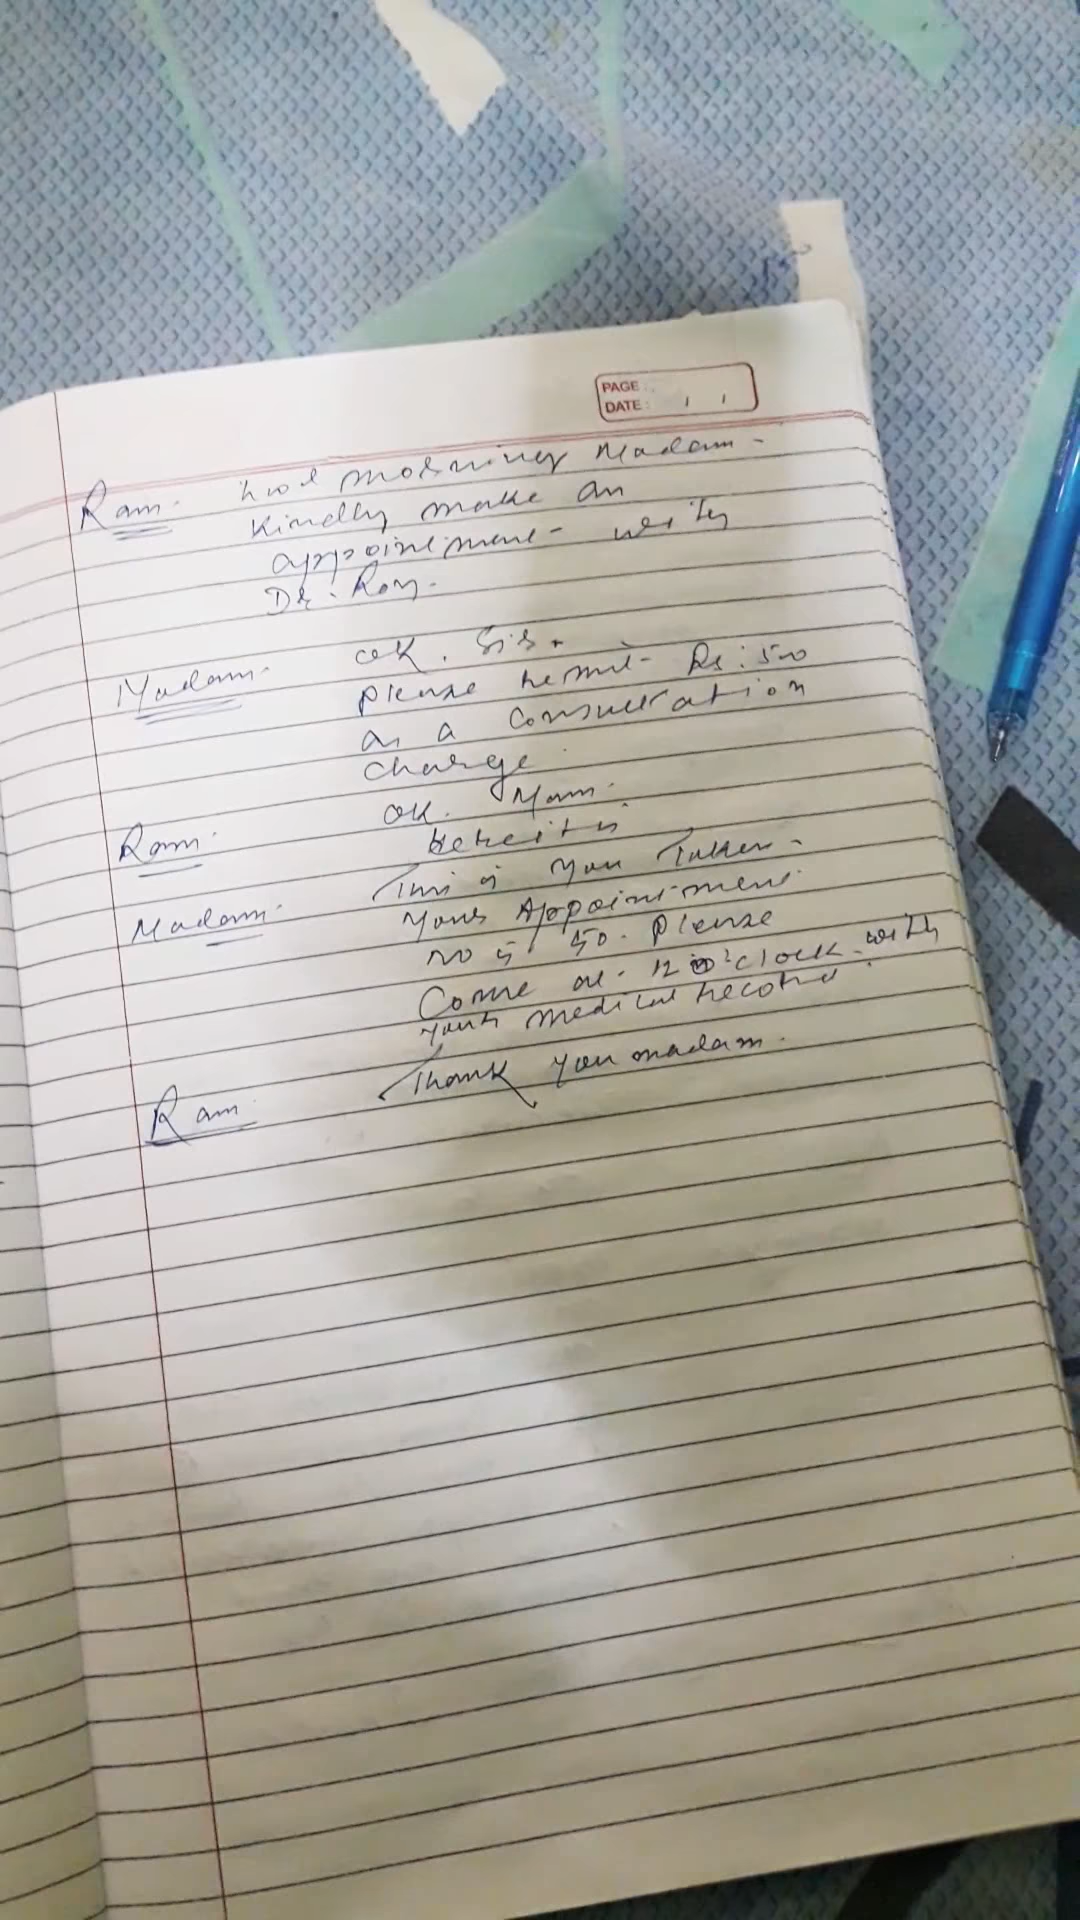 PAGE :
DATE : / /
Ram. Good morning Madam -
Kindly make an
appointment with
Dr. Roy.
Madam. OK. Sir.
Please remit Rs: 500
as a consultation
charge
Ram. OK. Mam.
here it is.
Madam. This is your Token.
Your Appointment
no is 50. Please
Come at 12 o'clock with
your medical record.
Ram. Thank you madam.